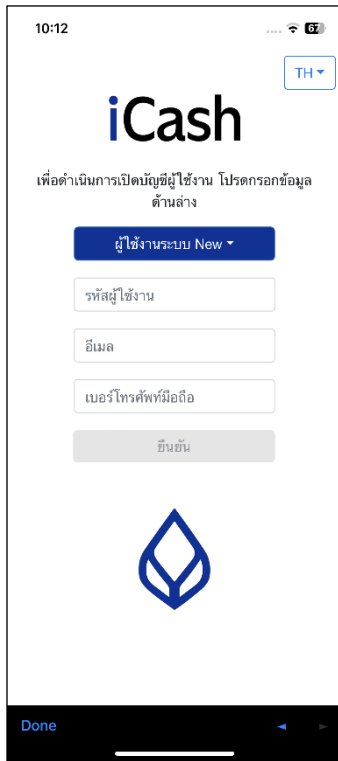 10:12
67
TH
iCash
เพื่อดำเนินการเปิดบัญชีผู้ใช้งาน โปรดกรอกข้อมูล
ด้านล่าง
ผู้ใช้งานระบบ New
รหัสผู้ใช้งาน
อีเมล
เบอร์โทรศัพท์มือถือ
ยืนยัน
Done